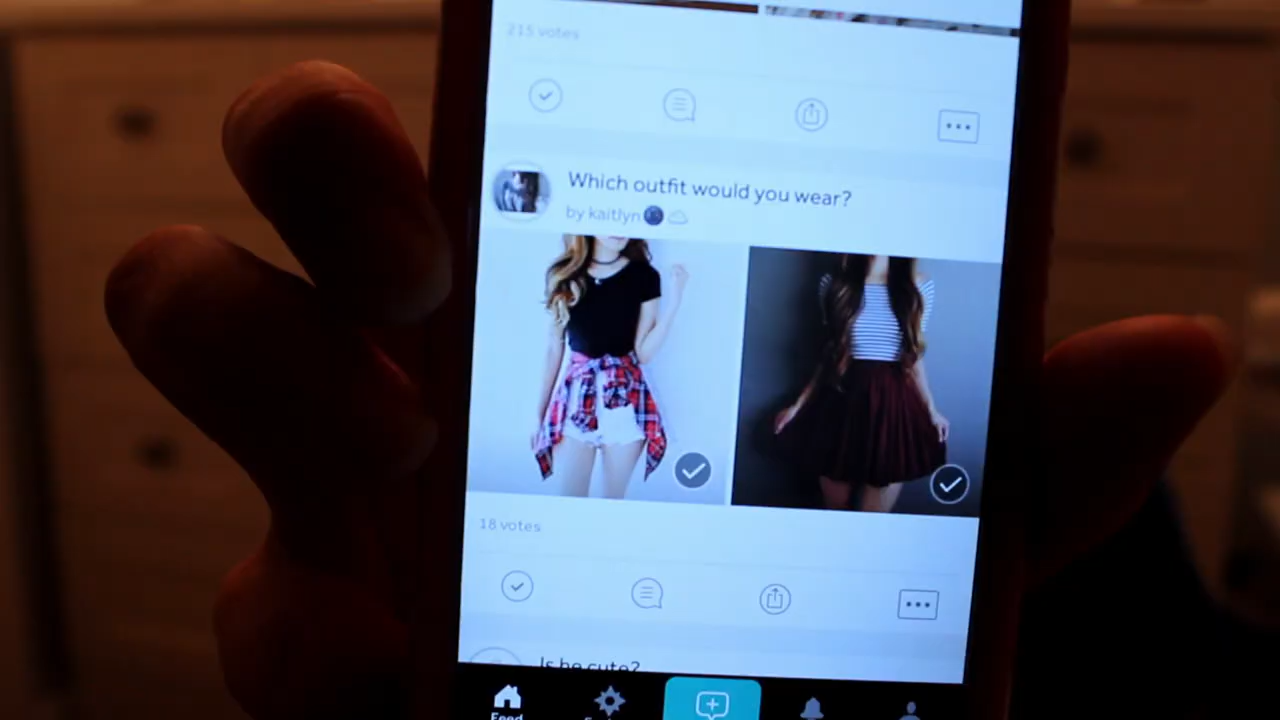 215 votes
Which outfit would you wear?
by kaitlyn
18 votes
Is he cute?
Feed